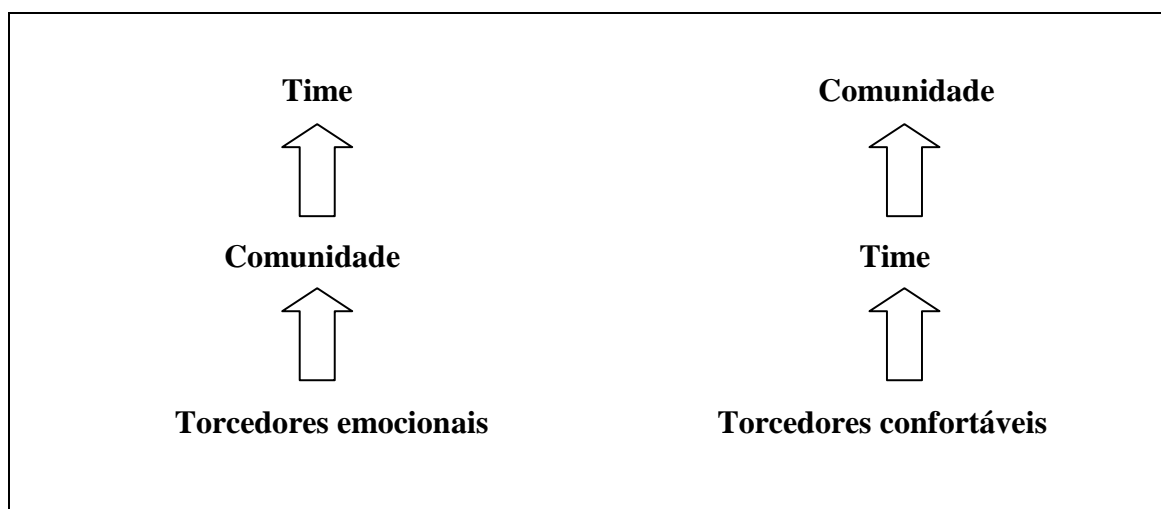 Time
Comunidade
Torcedores emocionais
Comunidade
Time
Torcedores confortáveis